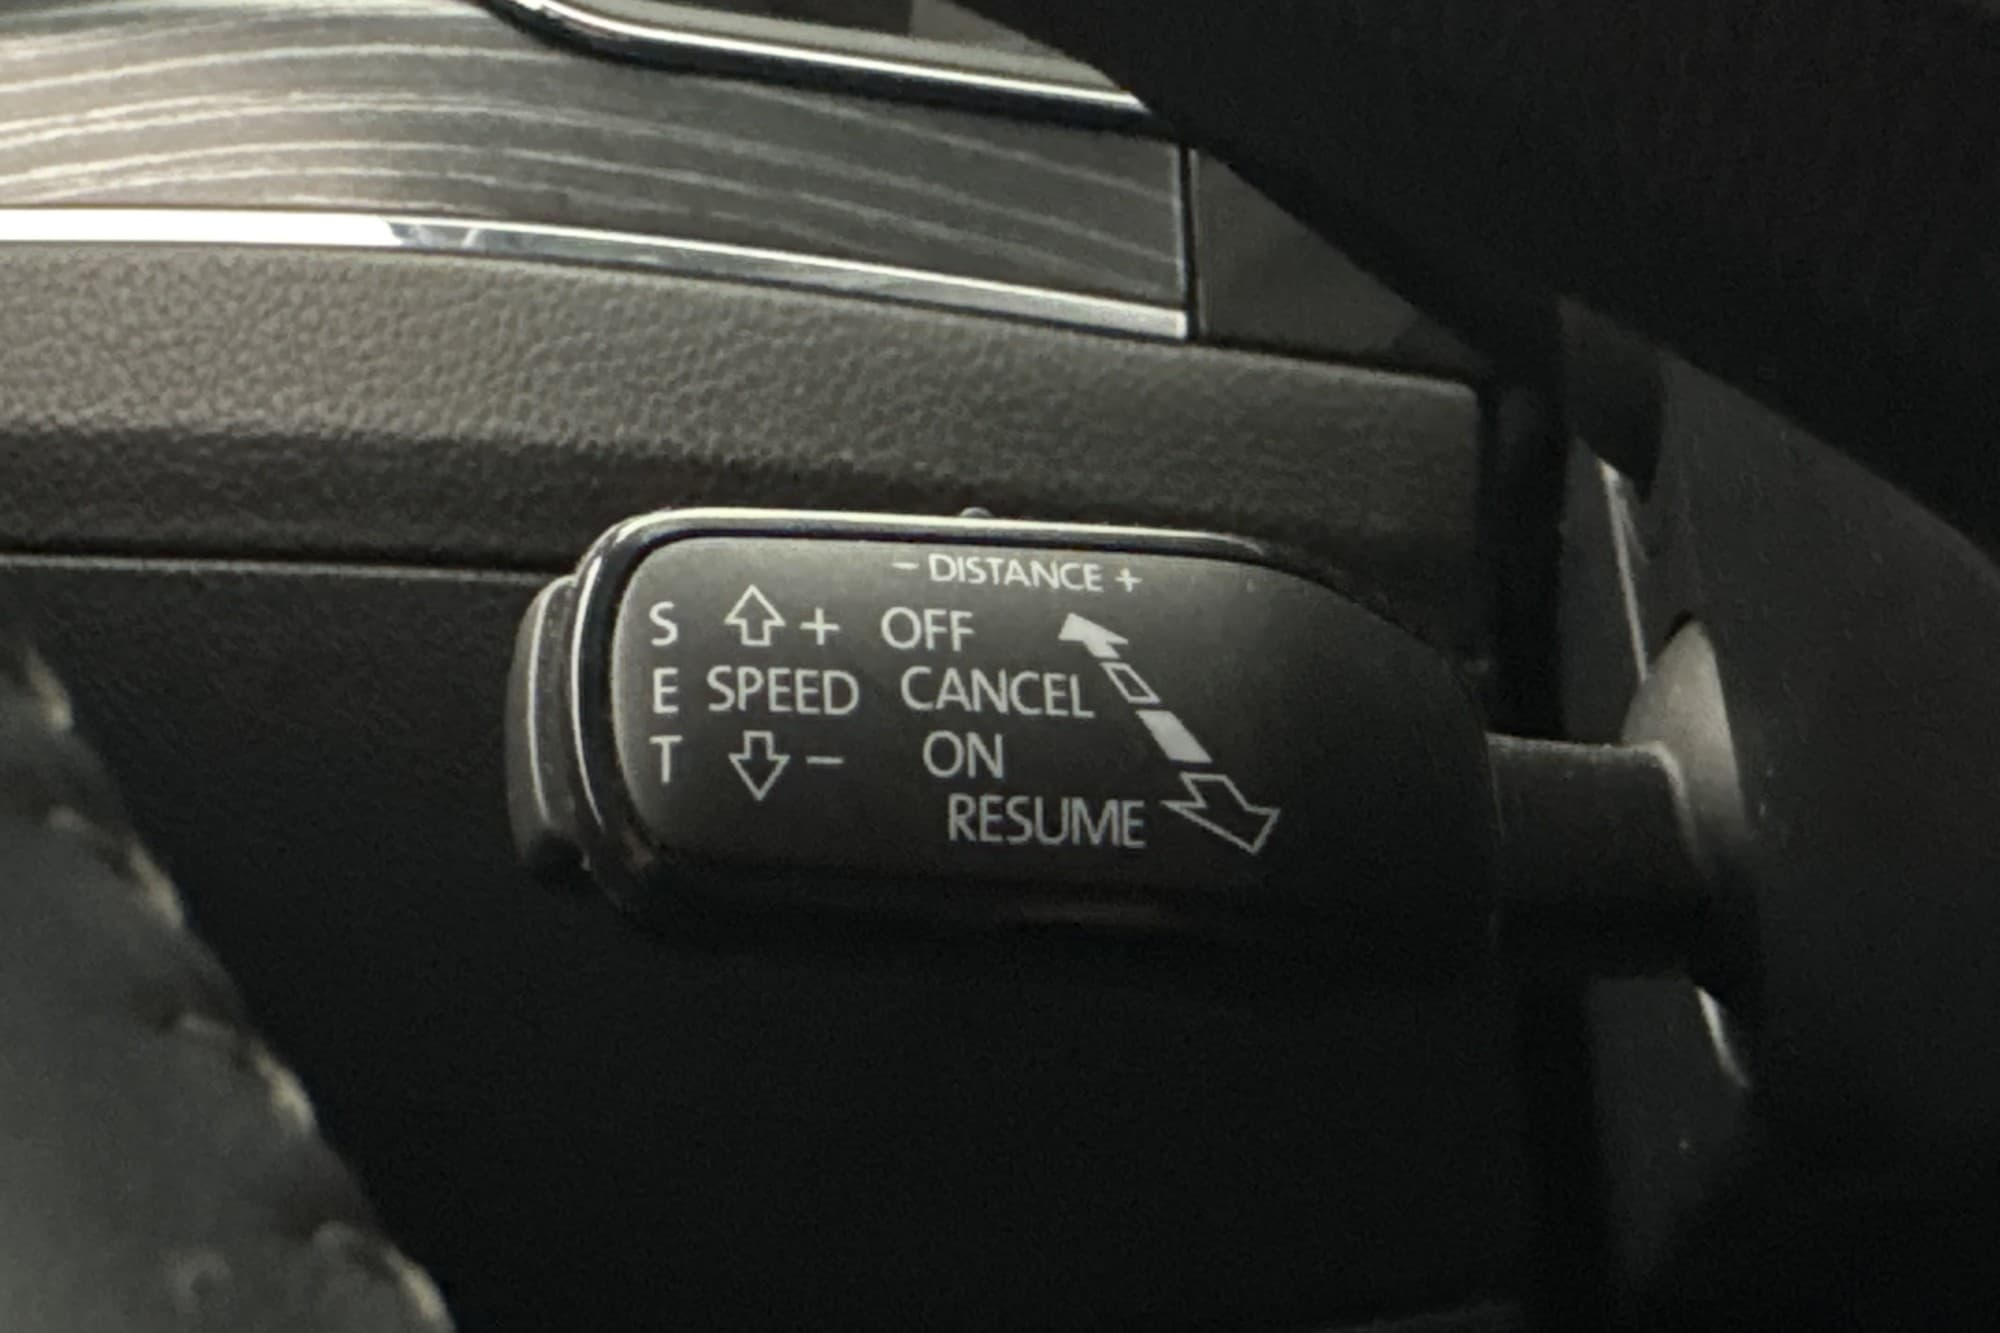 - DISTANCE +
S + OFF
E SPEED CANCEL
T - ON
RESUME